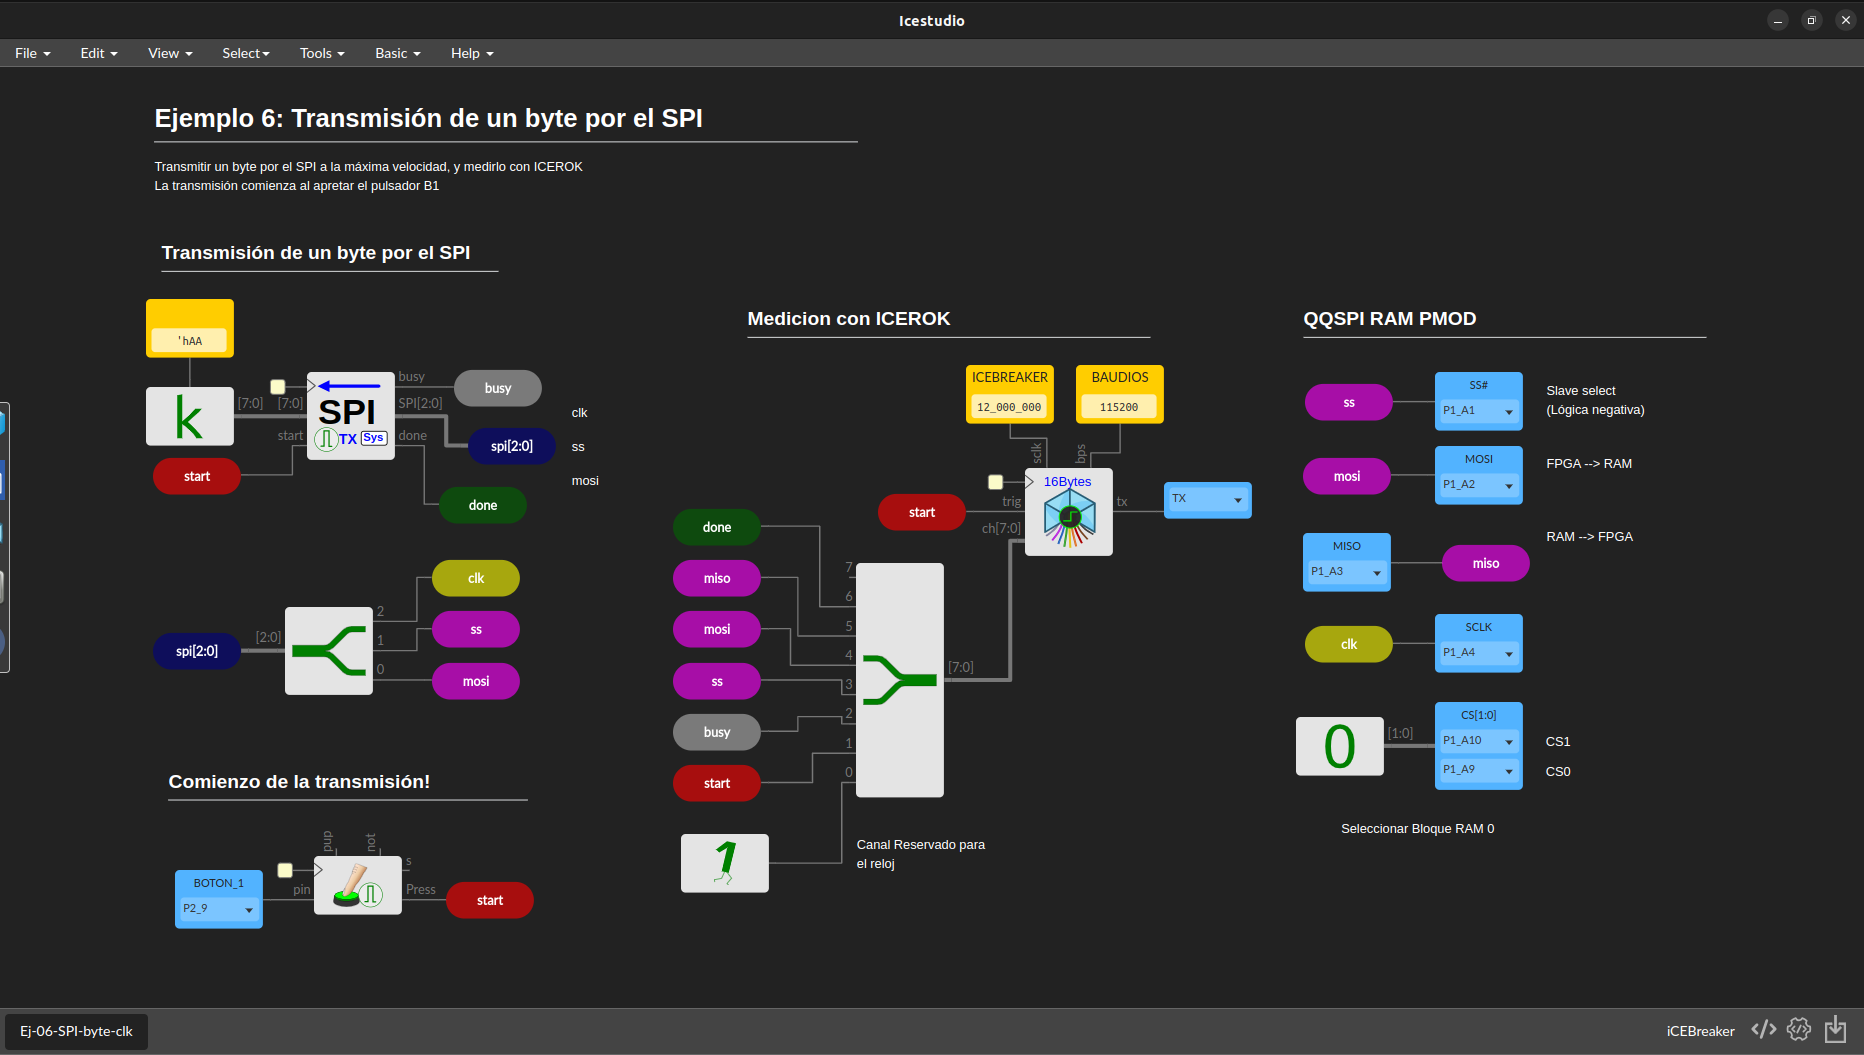 Icestudio
File
Edit
View
Select
Tools
Basic
Help
Ejemplo 6: Transmisión de un byte por el SPI
Transmitir un byte por el SPI a la máxima velocidad, y medirlo con ICEROK
La transmisión comienza al apretar el pulsador B1
Transmisión de un byte por el SPI
'hAA
k
[7:0]
[7:0]
start
SPI
TX
Sys
busy
SPI[2:0]
done
busy
spi[2:0]
done
start
clk
ss
mosi
spi[2:0]
[2:0]
2
1
0
clk
ss
mosi
Comienzo de la transmisión!
BOTON_1
P2_9
pin
pup
not
s
Press
start
Medicion con ICEROK
ICEBREAKER
12_000_000
BAUDIOS
115200
sclk
bps
16Bytes
start
trig
ch[7:0]
tx
TX
done
miso
mosi
ss
busy
start
7
6
5
4
3
2
1
0
[7:0]
1
Canal Reservado para
el reloj
QQSPI RAM PMOD
ss
SS#
P1_A1
Slave select
(Lógica negativa)
mosi
MOSI
P1_A2
FPGA --> RAM
MISO
P1_A3
miso
RAM --> FPGA
clk
SCLK
P1_A4
0
[1:0]
CS[1:0]
P1_A10
P1_A9
CS1
CS0
Seleccionar Bloque RAM 0
Ej-06-SPI-byte-clk
iCEBreaker